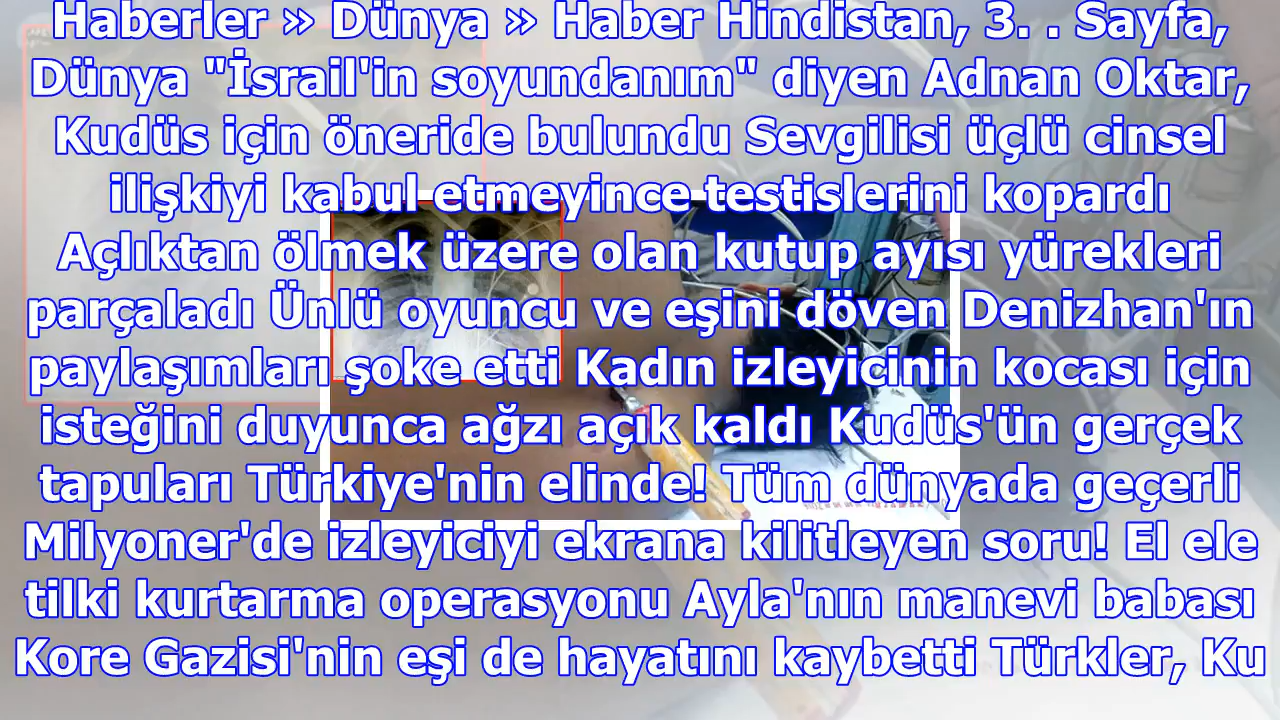 Haberler » Dünya » Haber Hindistan, 3. . Sayfa,
Dünya "İsrail'in soyundanım" diyen Adnan Oktar,
Kudüs için öneride bulundu Sevgilisi üçlü cinsel
ilişkiyi kabul etmeyince testislerini kopardı
Açlıktan ölmek üzere olan kutup ayısı yürekleri
parçaladı Ünlü oyuncu ve eşini döven Denizhan'ın
paylaşımları şoke etti Kadın izleyicinin kocası için
isteğini duyunca ağzı açık kaldı Kudüs'ün gerçek
tapuları Türkiye'nin elinde! Tüm dünyada geçerli
Milyoner'de izleyiciyi ekrana kilitleyen soru! El ele
tilki kurtarma operasyonu Ayla'nın manevi babası
Kore Gazisi'nin eşi de hayatını kaybetti Türkler, Ku